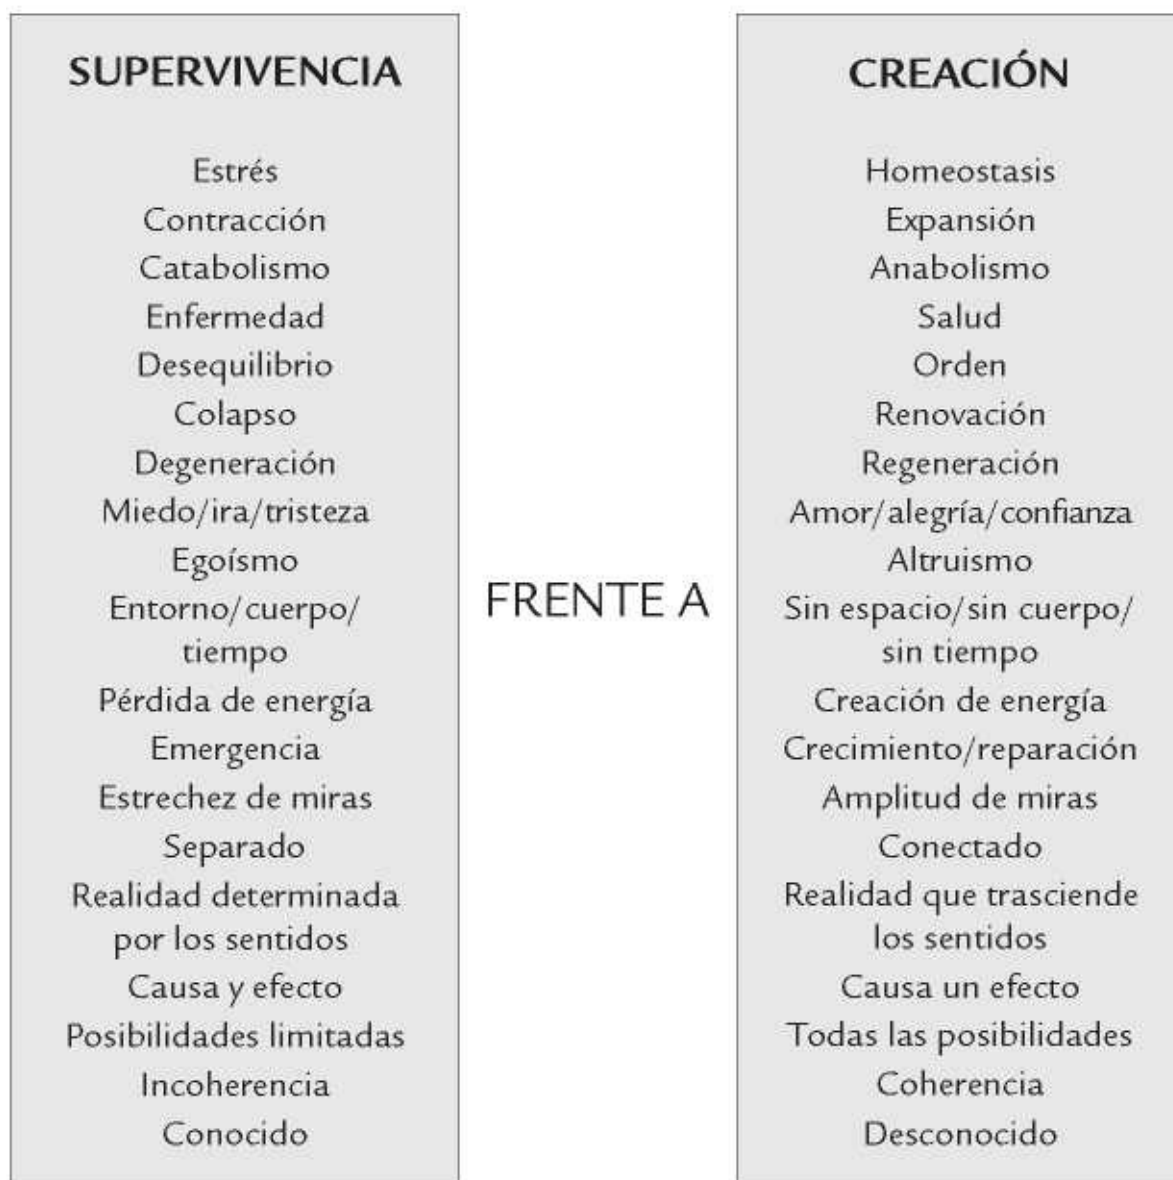 SUPERVIVENCIA
Estrés
Contracción
Catabolismo
Enfermedad
Desequilibrio
Colapso
Degeneración
Miedo/ira/tristeza
Egoísmo
Entorno/cuerpo/
tiempo
Pérdida de energía
Emergencia
Estrechez de miras
Separado
Realidad determinada
por los sentidos
Causa y efecto
Posibilidades limitadas
Incoherencia
Conocido
FRENTE A
CREACIÓN
Homeostasis
Expansión
Anabolismo
Salud
Orden
Renovación
Regeneración
Amor/alegría/confianza
Altruismo
Sin espacio/sin cuerpo/
sin tiempo
Creación de energía
Crecimiento/reparación
Amplitud de miras
Conectado
Realidad que trasciende
los sentidos
Causa un efecto
Todas las posibilidades
Coherencia
Desconocido